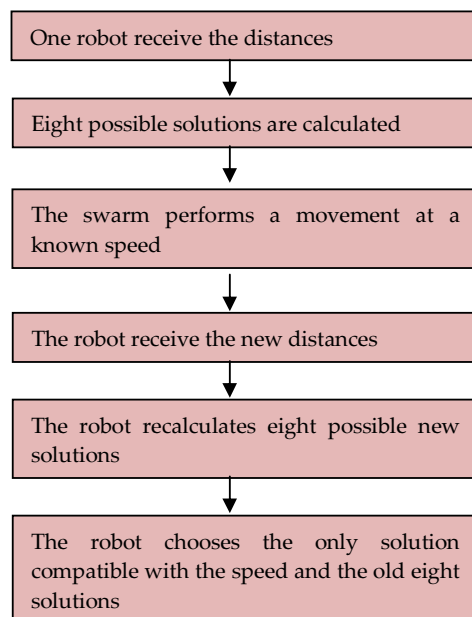 One robot receive the distances
Eight possible solutions are calculated
The swarm performs a movement at a
known speed
The robot receive the new distances
The robot recalculates eight possible new
solutions
The robot chooses the only solution
compatible with the speed and the old eight
solutions